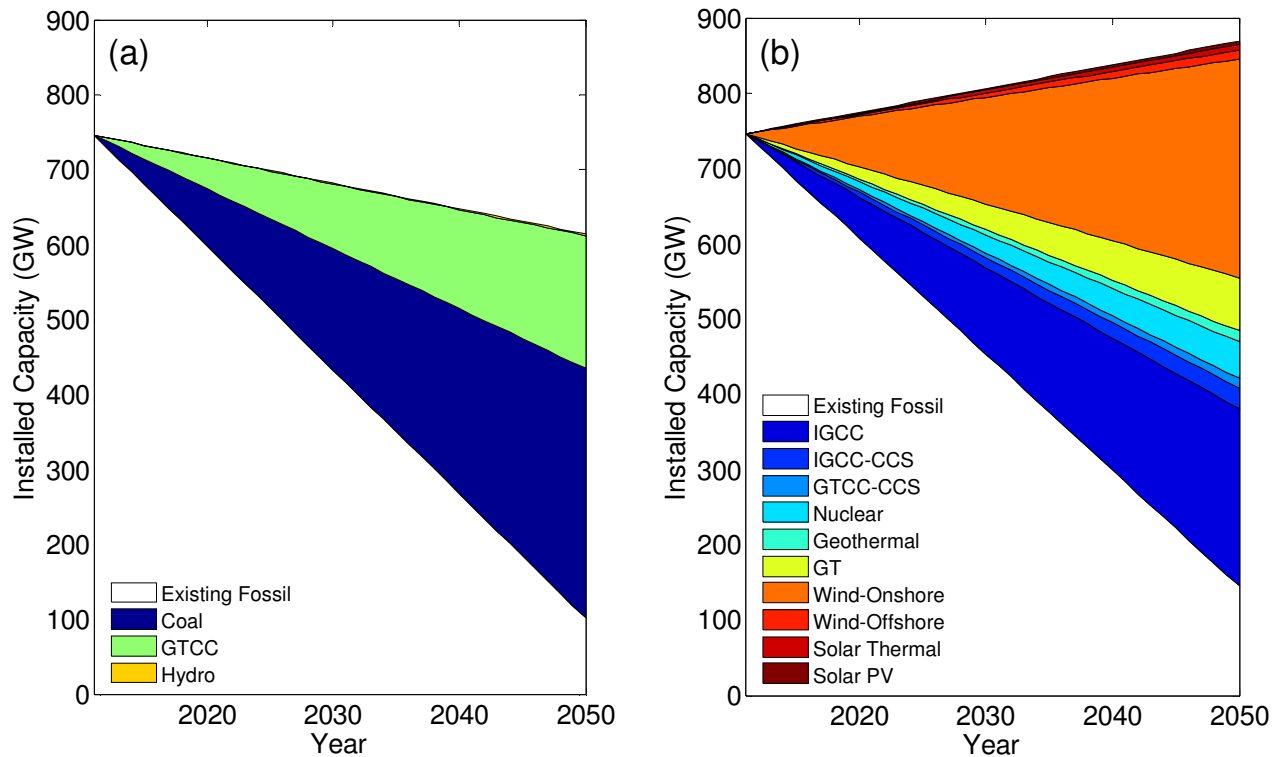 (a)
Installed Capacity (GW)
900
800
700
600
500
400
300
200
100
0
Existing Fossil
Coal
GTCC
Hydro
2020
2030
2040
2050
Year
(b)
Installed Capacity (GW)
900
800
700
600
500
400
300
200
100
0
Existing Fossil
IGCC
IGCC-CCS
GTCC-CCS
Nuclear
Geothermal
GT
Wind-Onshore
Wind-Offshore
Solar Thermal
Solar PV
2020
2030
2040
2050
Year